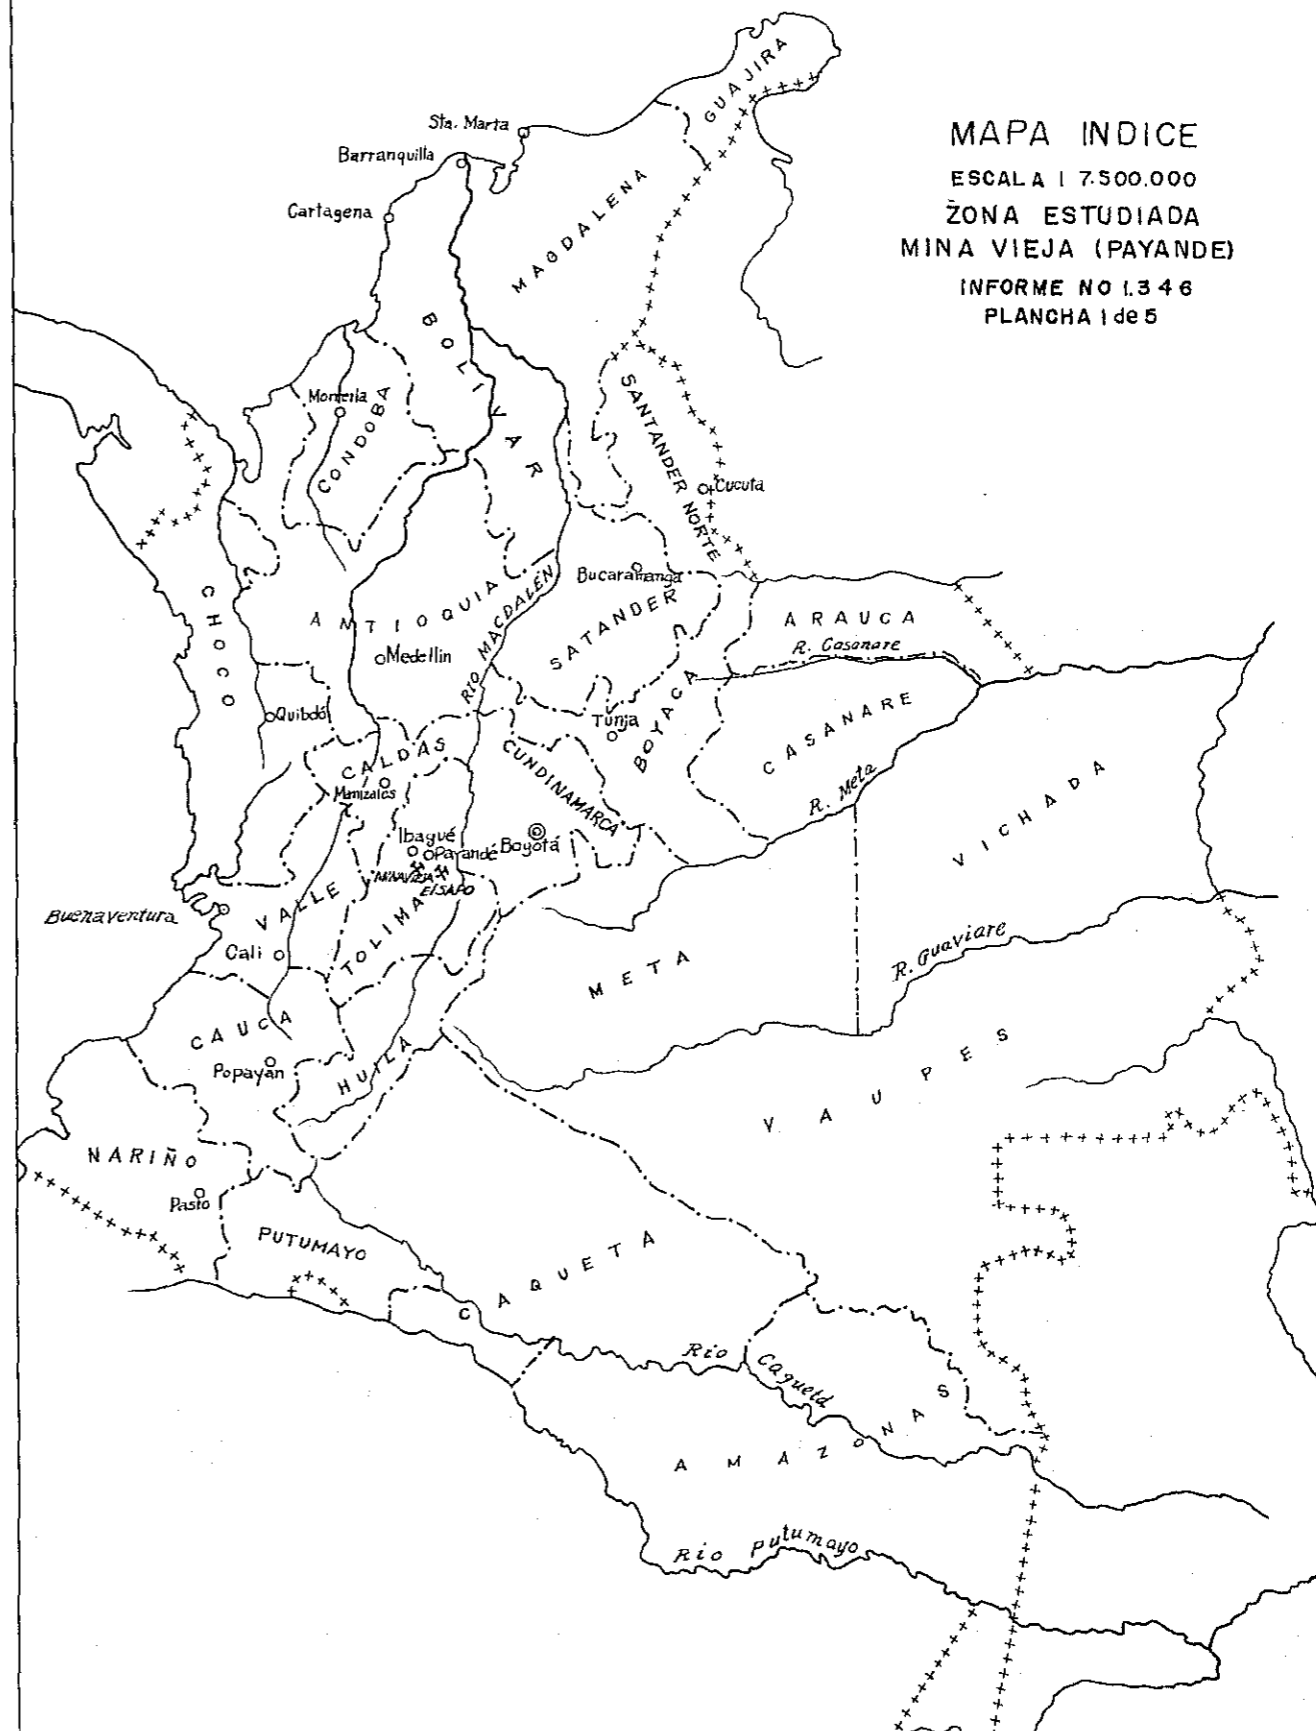 MAPA INDICE
ESCALA 1 7.500.000
ZONA ESTUDIADA
MINA VIEJA (PAYANDE)
INFORME NO 1.346
PLANCHA 1 de 5
GUAJIRA
Sta. Marta
Barranquilla
Cartagena
MAGDALENA
BOLIVAR
Monteria
CONDOBA
SANTANDER NORTE
Cucuta
CHOCO
ANTIOQUIA
Medellin
RIO MAGDALEN
Bucaramanga
SATANDER
ARAUCA
R. Casanare
Quibdó
CALDAS
Manizales
Tunja
BOYACA
CASANARE
CUNDINAMARCA
R. Meta
VICHADA
Ibagué
Payandé
Bogotá
MINA VIEJA
El SAPO
Buenaventura
VALLE
Cali
TOLIMA
META
R. Guaviare
CAUCA
Popayán
HUILA
VAUPES
NARIÑO
Pasto
PUTUMAYO
CAQUETA
Rio Caquetá
AMAZONAS
Rio Putumayo